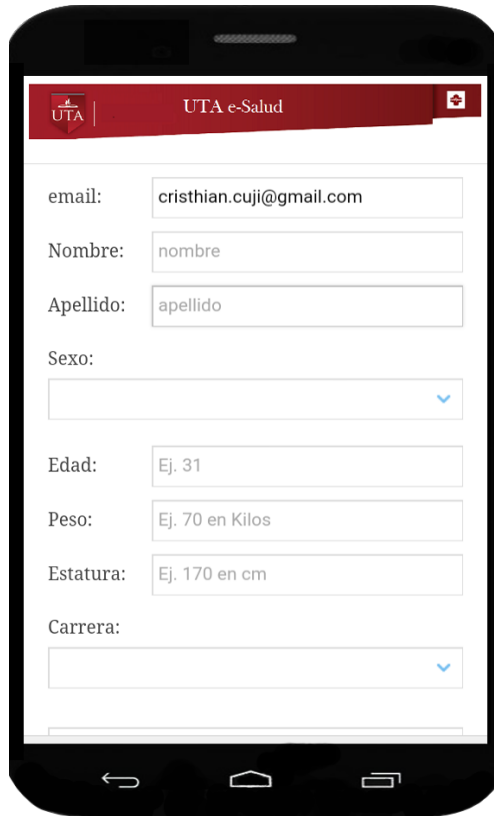 UTA
UTA e-Salud
email: cristhian.cuji@gmail.com
Nombre: nombre
Apellido: apellido
Sexo:
Edad: Ej. 31
Peso: Ej. 70 en Kilos
Estatura: Ej. 170 en cm
Carrera: